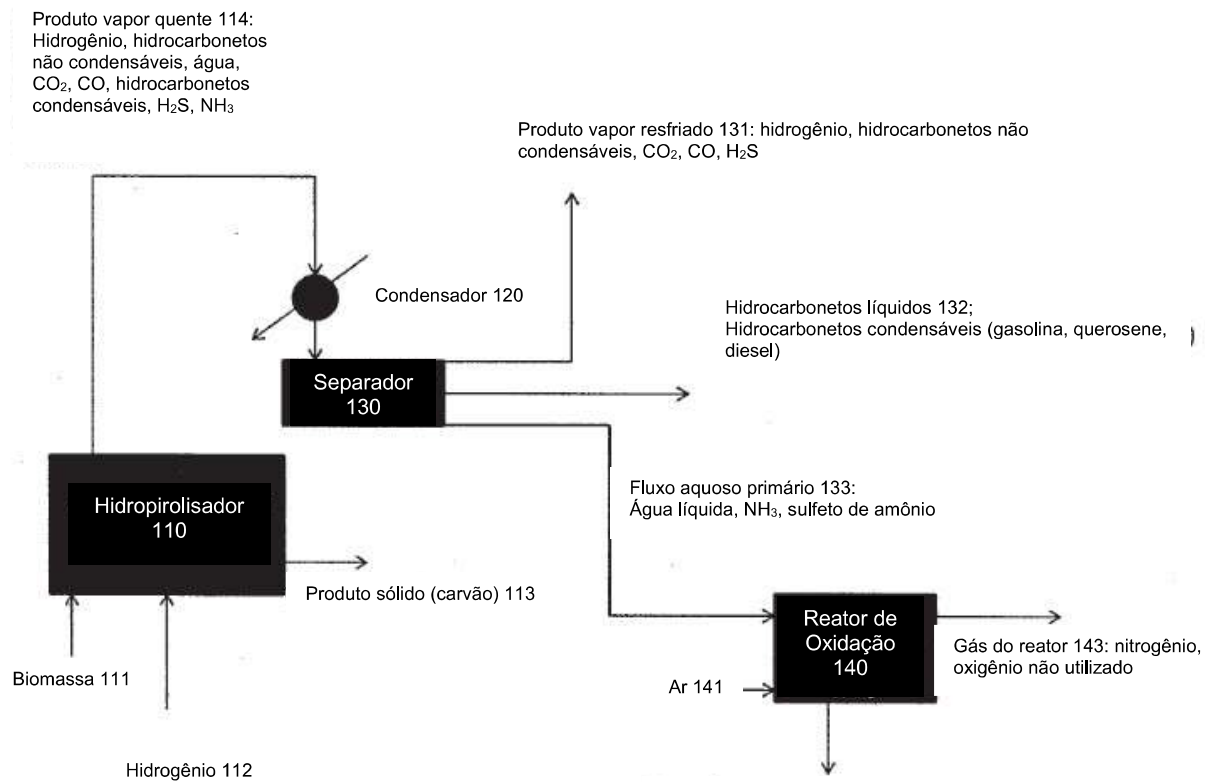 Produto vapor quente 114:
Hidrogênio, hidrocarbonetos
não condensáveis, água,
CO₂, CO, hidrocarbonetos
condensáveis, H₂S, NH₃
Produto vapor resfriado 131: hidrogênio, hidrocarbonetos não
condensáveis, CO₂, CO, H₂S
Condensador 120
Hidrocarbonetos líquidos 132;
Hidrocarbonetos condensáveis (gasolina, querosene,
diesel)
Separador
130
Fluxo aquoso primário 133:
Água líquida, NH₃, sulfeto de amônio
Hidropirolisador
110
Produto sólido (carvão) 113
Reator de
Oxidação
140
Gás do reator 143: nitrogênio,
oxigênio não utilizado
Biomassa 111
Ar 141
Hidrogênio 112